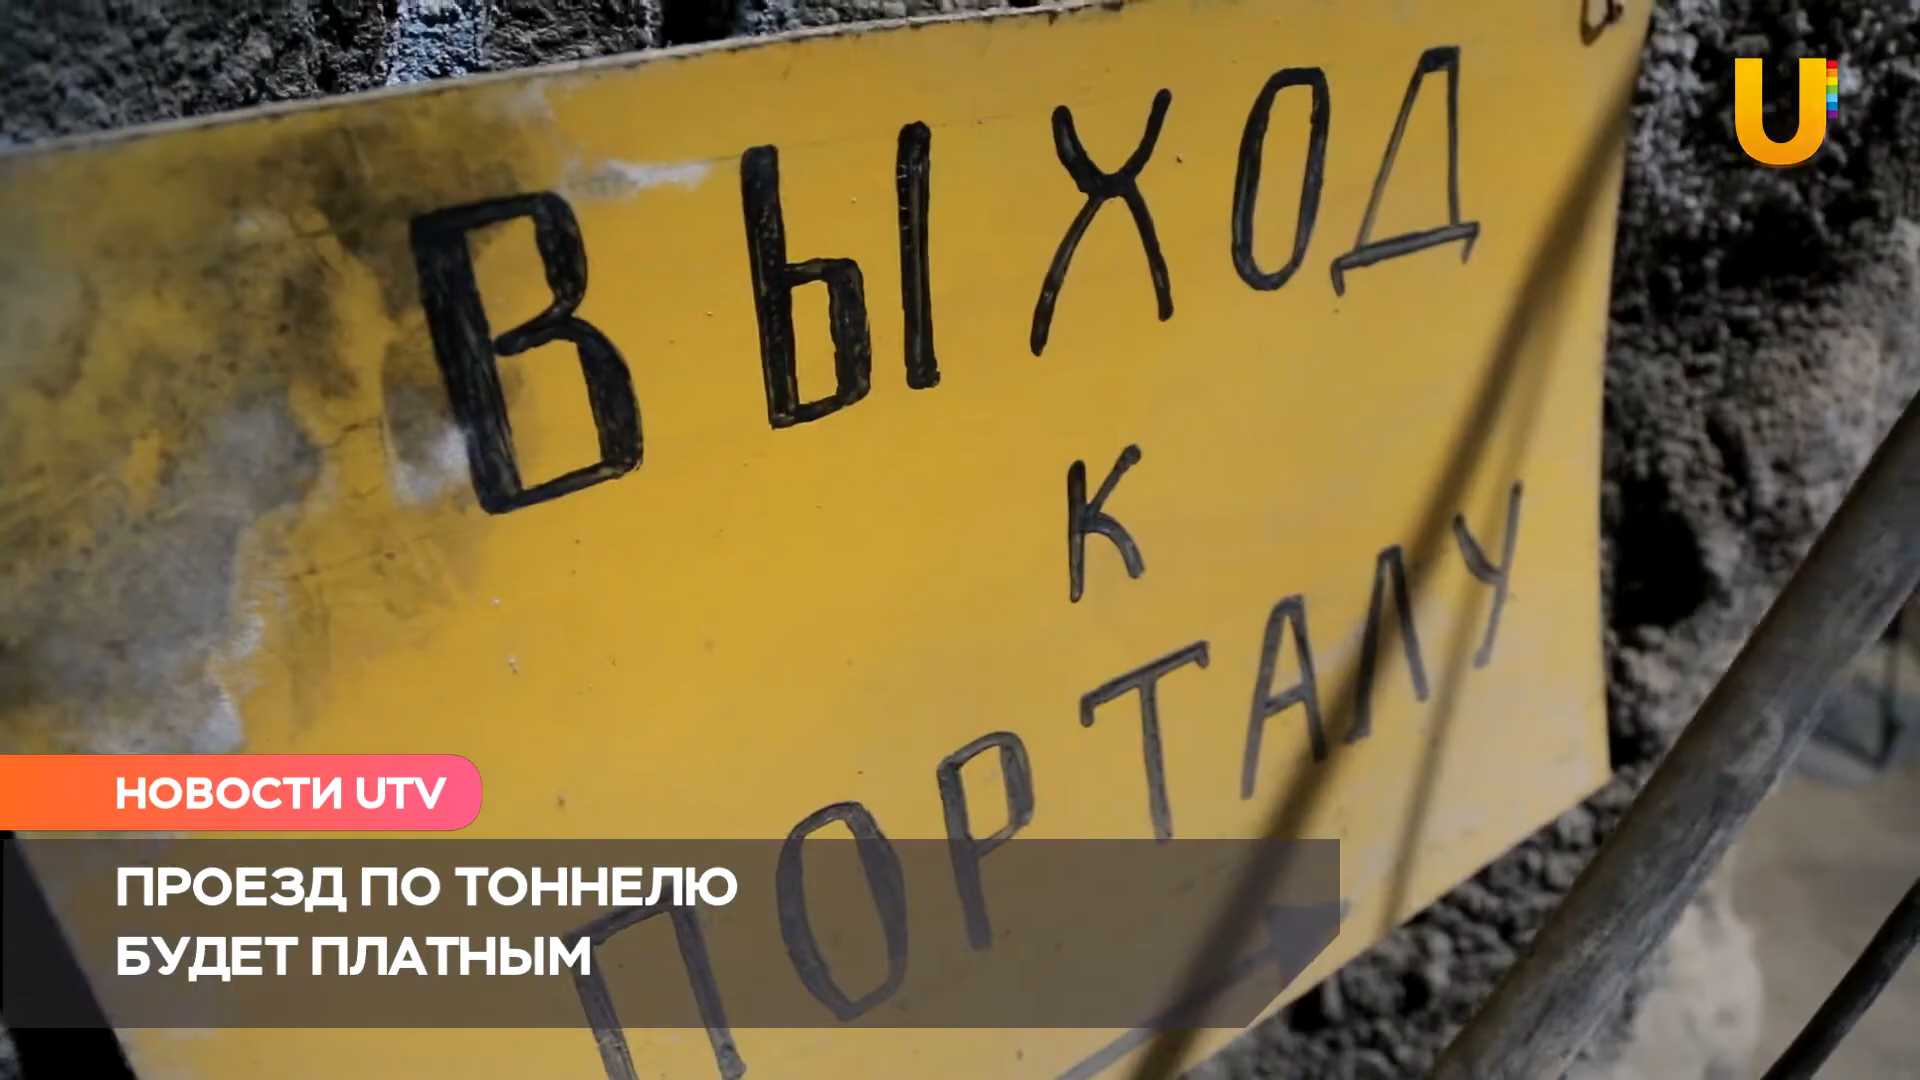 U
ВЫХОД
К
ПОРТАЛУ
НОВОСТИ UTV
ПРОЕЗД ПО ТОННЕЛЮ
БУДЕТ ПЛАТНЫМ